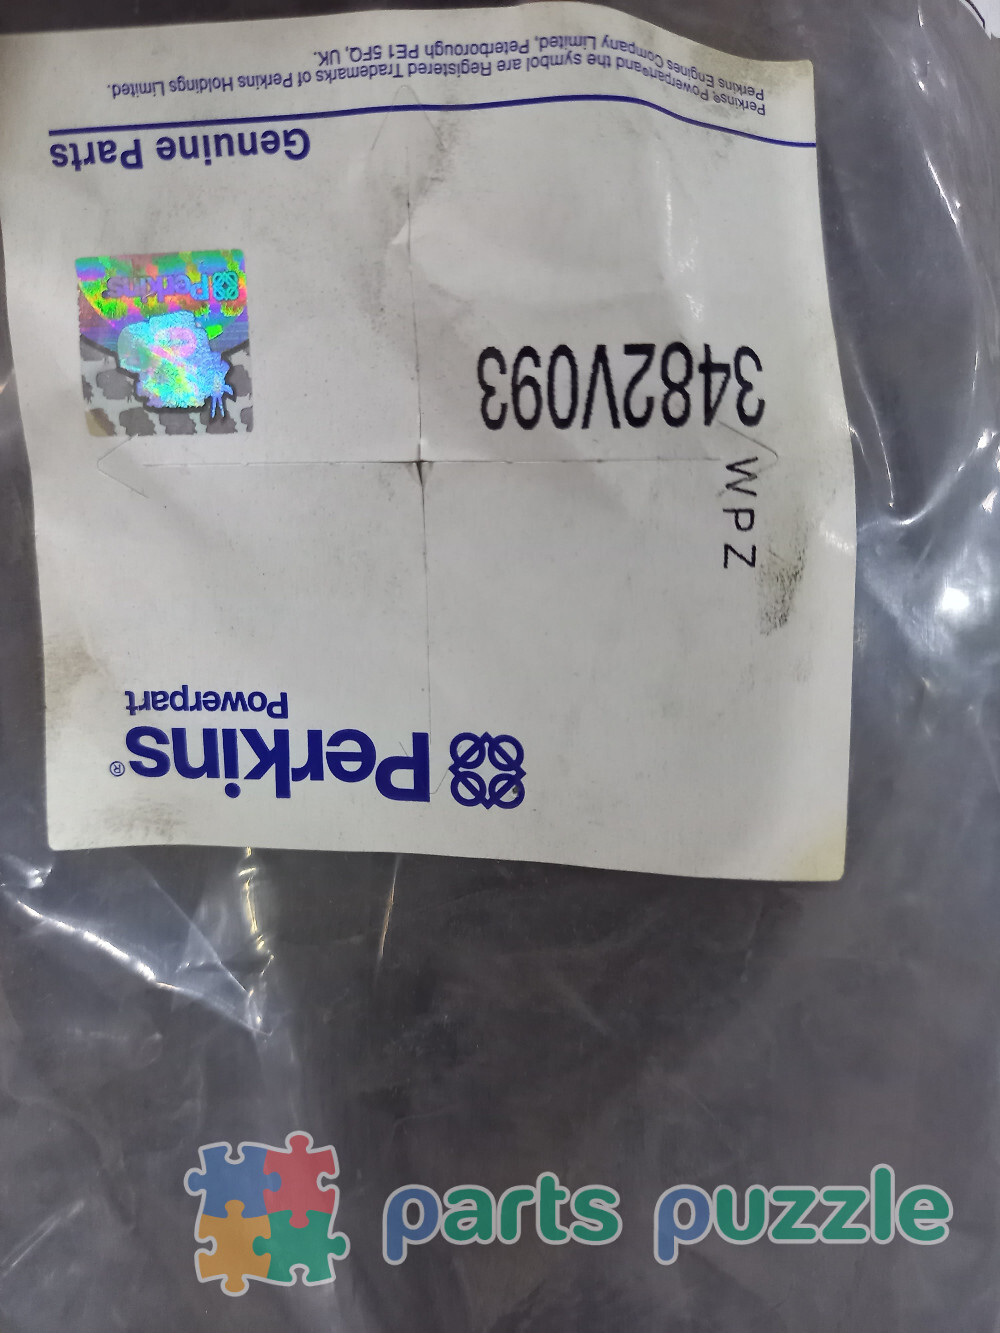 Perkins®
Powerpart
W P Z
3482V093
Perkins
Genuine Parts
Perkins®, Powerpart® and the symbol are Registered Trademarks of Perkins Holdings Limited.
Perkins Engines Company Limited, Peterborough PE1 5FQ, UK.
parts puzzle